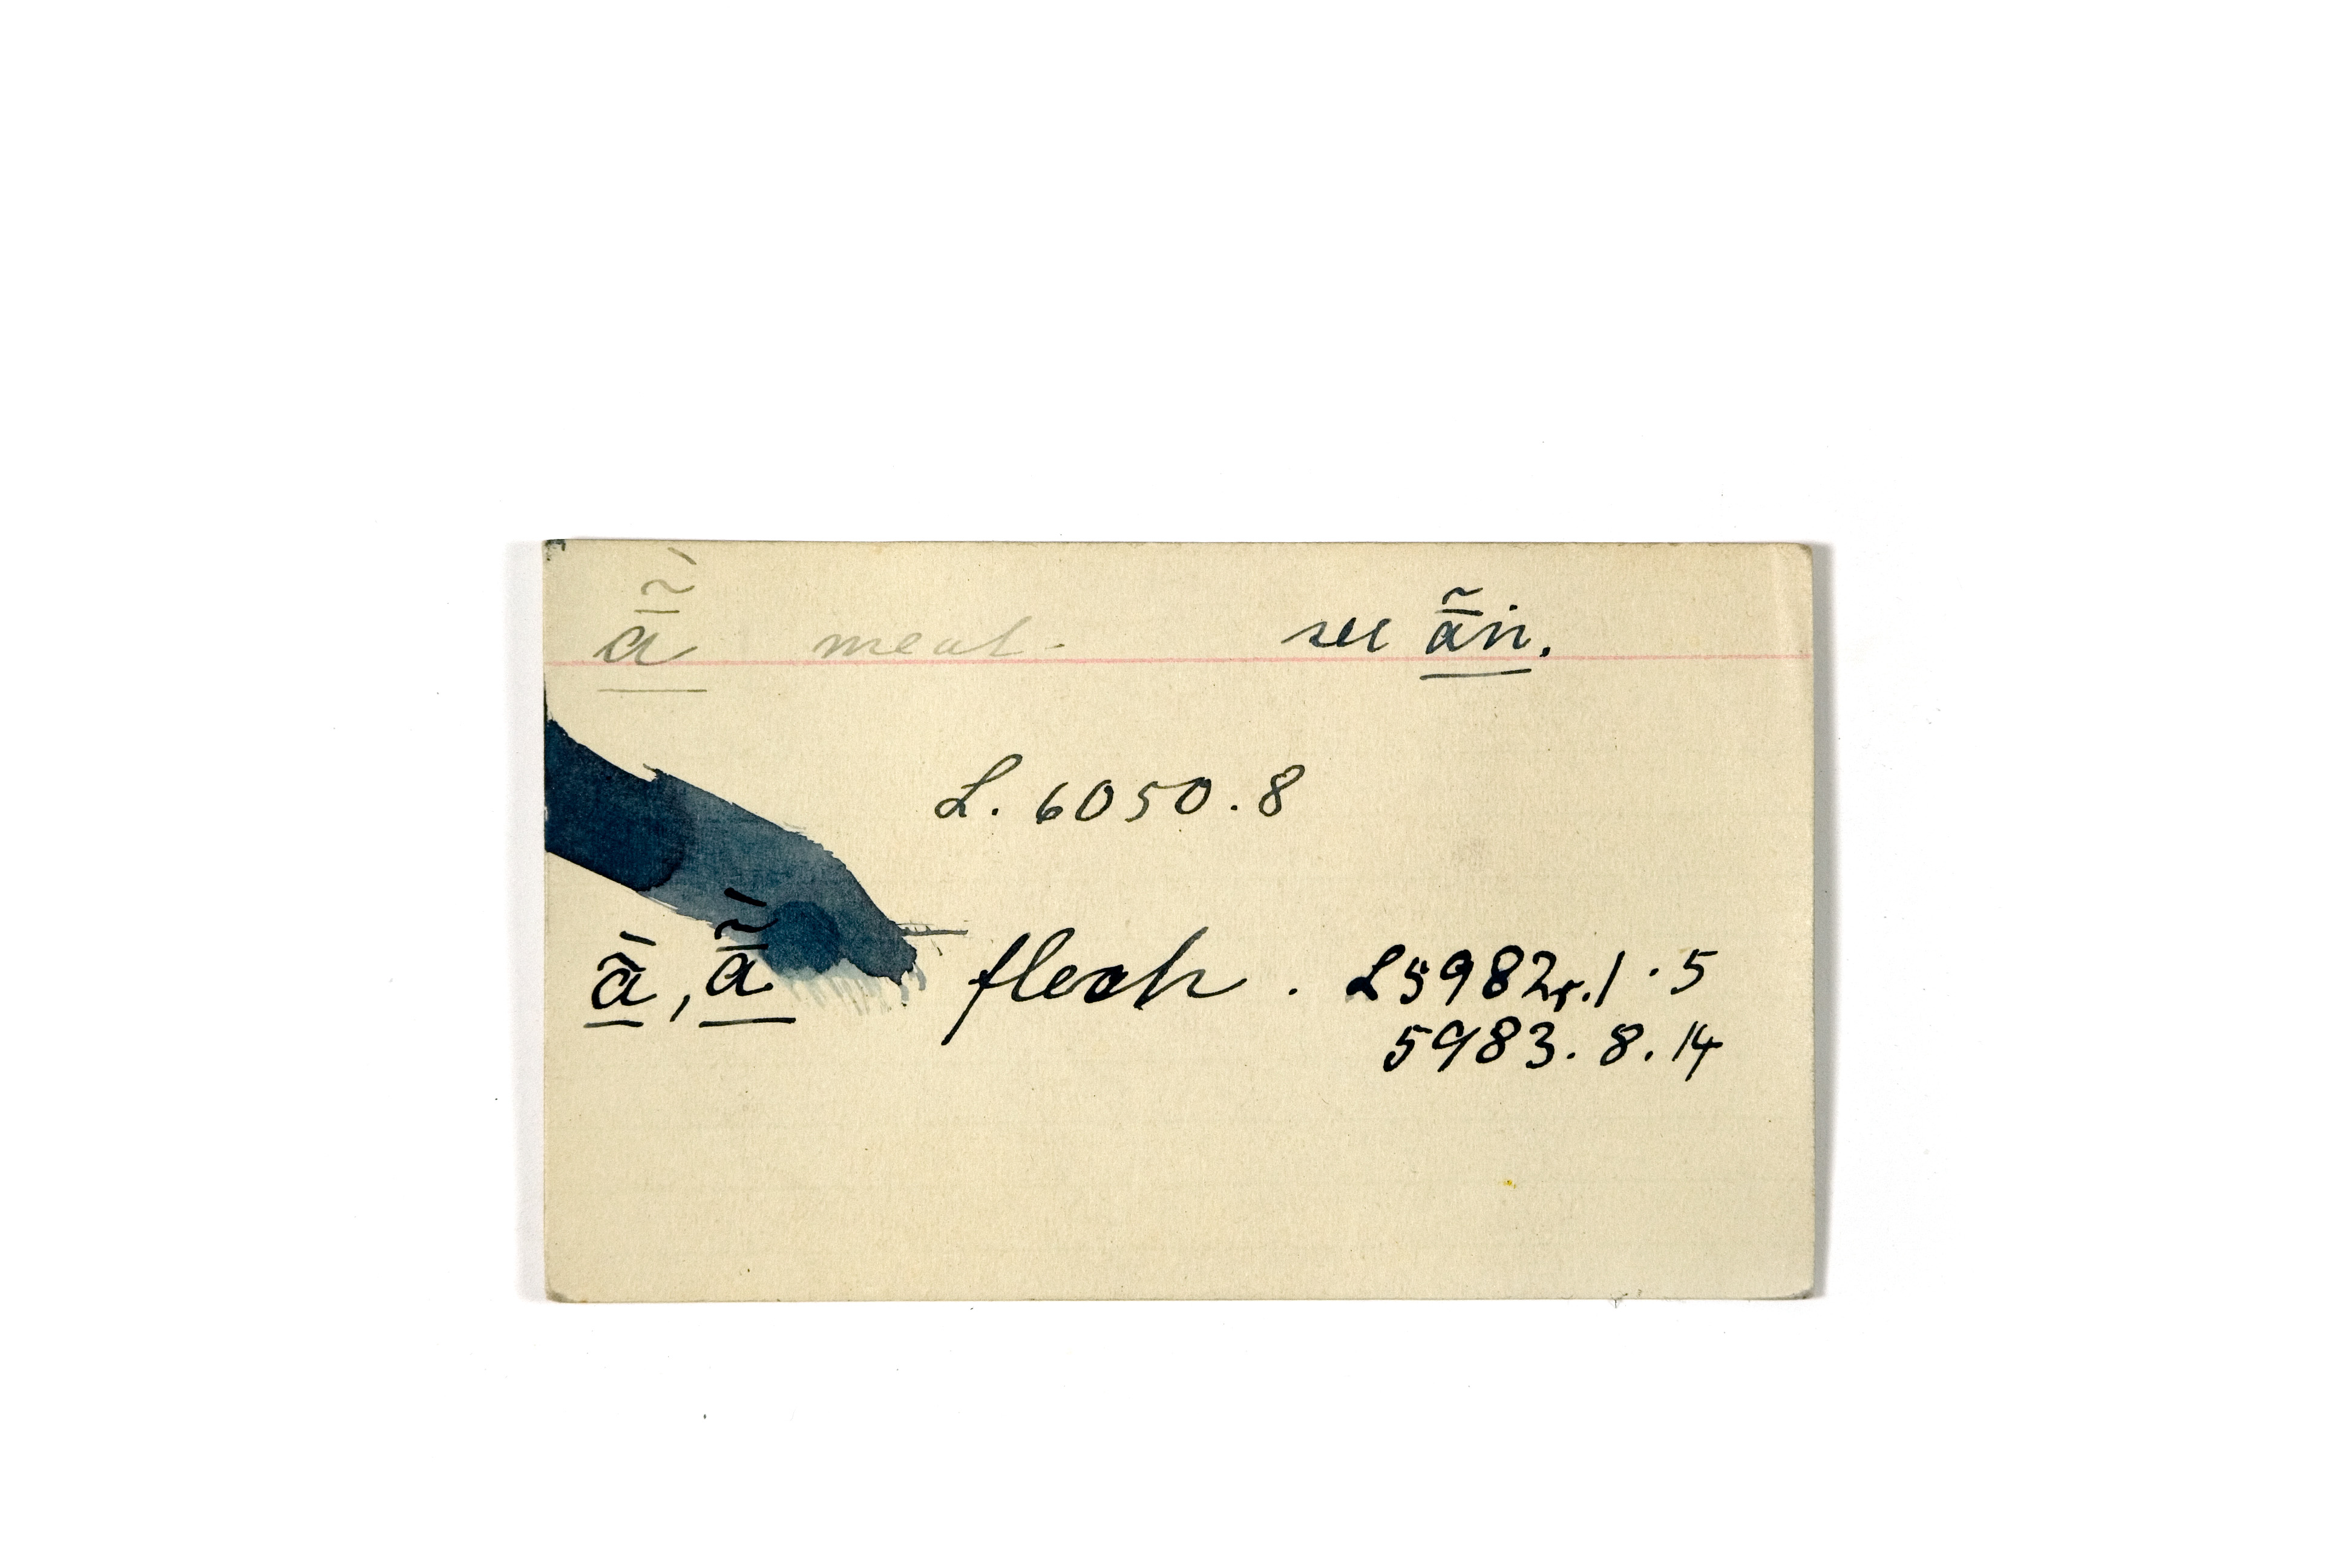 ā̃́ meat. see ā̃ń.
L. 6050.8
ā̃́, ā̃́ flesh. L5982r.1.5
5983.8.14